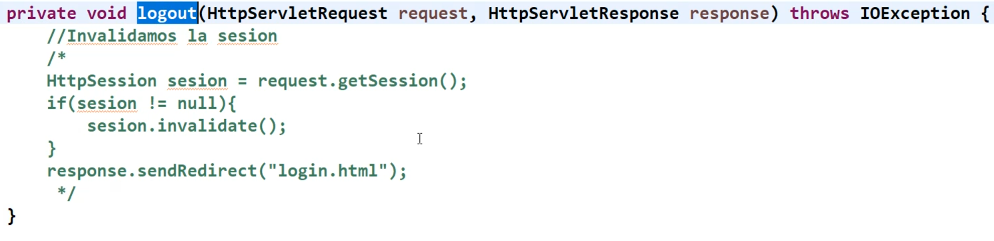 private void logout(HttpServletRequest request, HttpServletResponse response) throws IOException {
//Invalidamos la sesion
/*
HttpSession sesion = request.getSession();
if(sesion != null){
sesion.invalidate();
}
response.sendRedirect("login.html");
*/
}